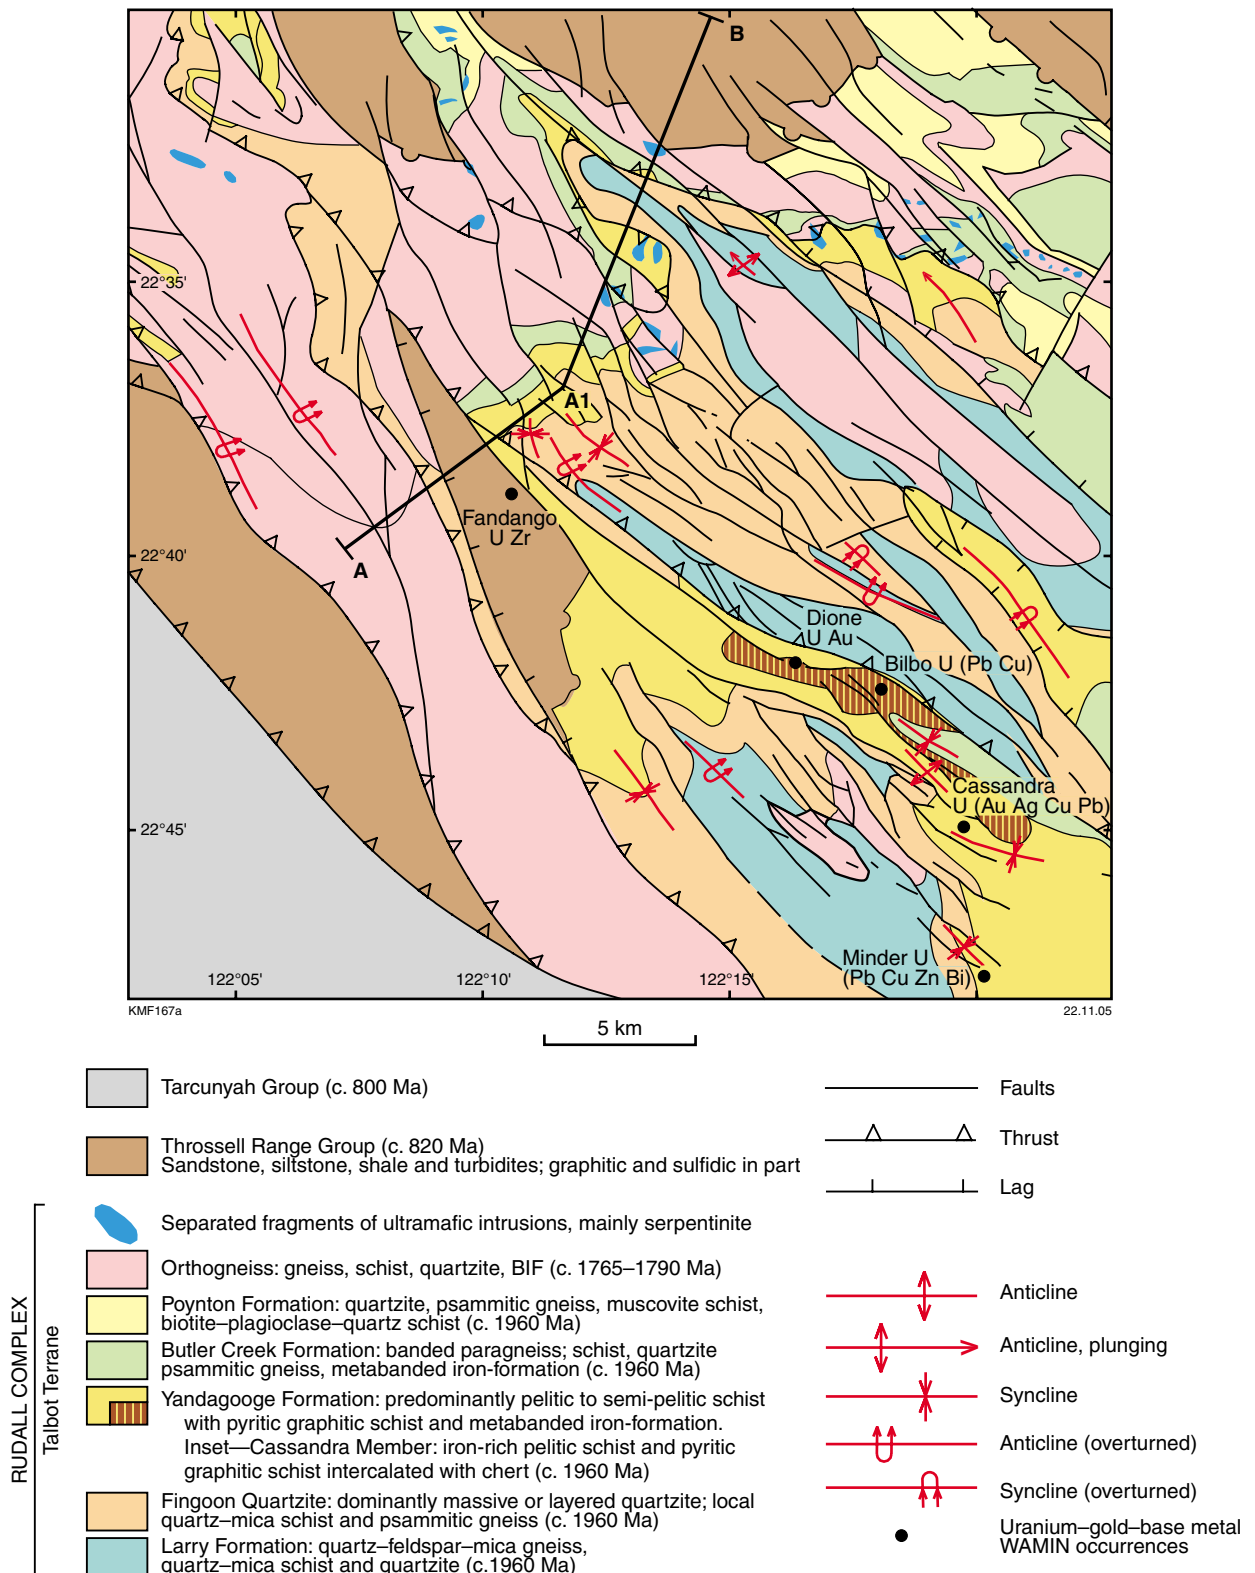 B
22°35'
A1
Fandango
U Zr
22°40'
A
Dione
U Au
Bilbo U (Pb Cu)
Cassandra
U (Au Ag Cu Pb)
22°45'
Minder U
(Pb Cu Zn Bi)
122°05'
122°10'
122°15'
KMF167a
22.11.05
5 km
Tarcunyah Group (c. 800 Ma)
Throssell Range Group (c. 820 Ma)
Sandstone, siltstone, shale and turbidites; graphitic and sulfidic in part
Separated fragments of ultramafic intrusions, mainly serpentinite
Orthogneiss: gneiss, schist, quartzite, BIF (c. 1765–1790 Ma)
Poynton Formation: quartzite, psammitic gneiss, muscovite schist,
biotite–plagioclase–quartz schist (c. 1960 Ma)
Butler Creek Formation: banded paragneiss; schist, quartzite
psammitic gneiss, metabanded iron-formation (c. 1960 Ma)
Yandagooge Formation: predominantly pelitic to semi-pelitic schist
with pyritic graphitic schist and metabanded iron-formation.
Inset—Cassandra Member: iron-rich pelitic schist and pyritic
graphitic schist intercalated with chert (c. 1960 Ma)
Fingoon Quartzite: dominantly massive or layered quartzite; local
quartz–mica schist and psammitic gneiss (c. 1960 Ma)
Larry Formation: quartz–feldspar–mica gneiss,
quartz–mica schist and quartzite (c.1960 Ma)
RUDALL COMPLEX
Talbot Terrane
Faults
Thrust
Lag
Anticline
Anticline, plunging
Syncline
Anticline (overturned)
Syncline (overturned)
Uranium–gold–base metal
WAMIN occurrences